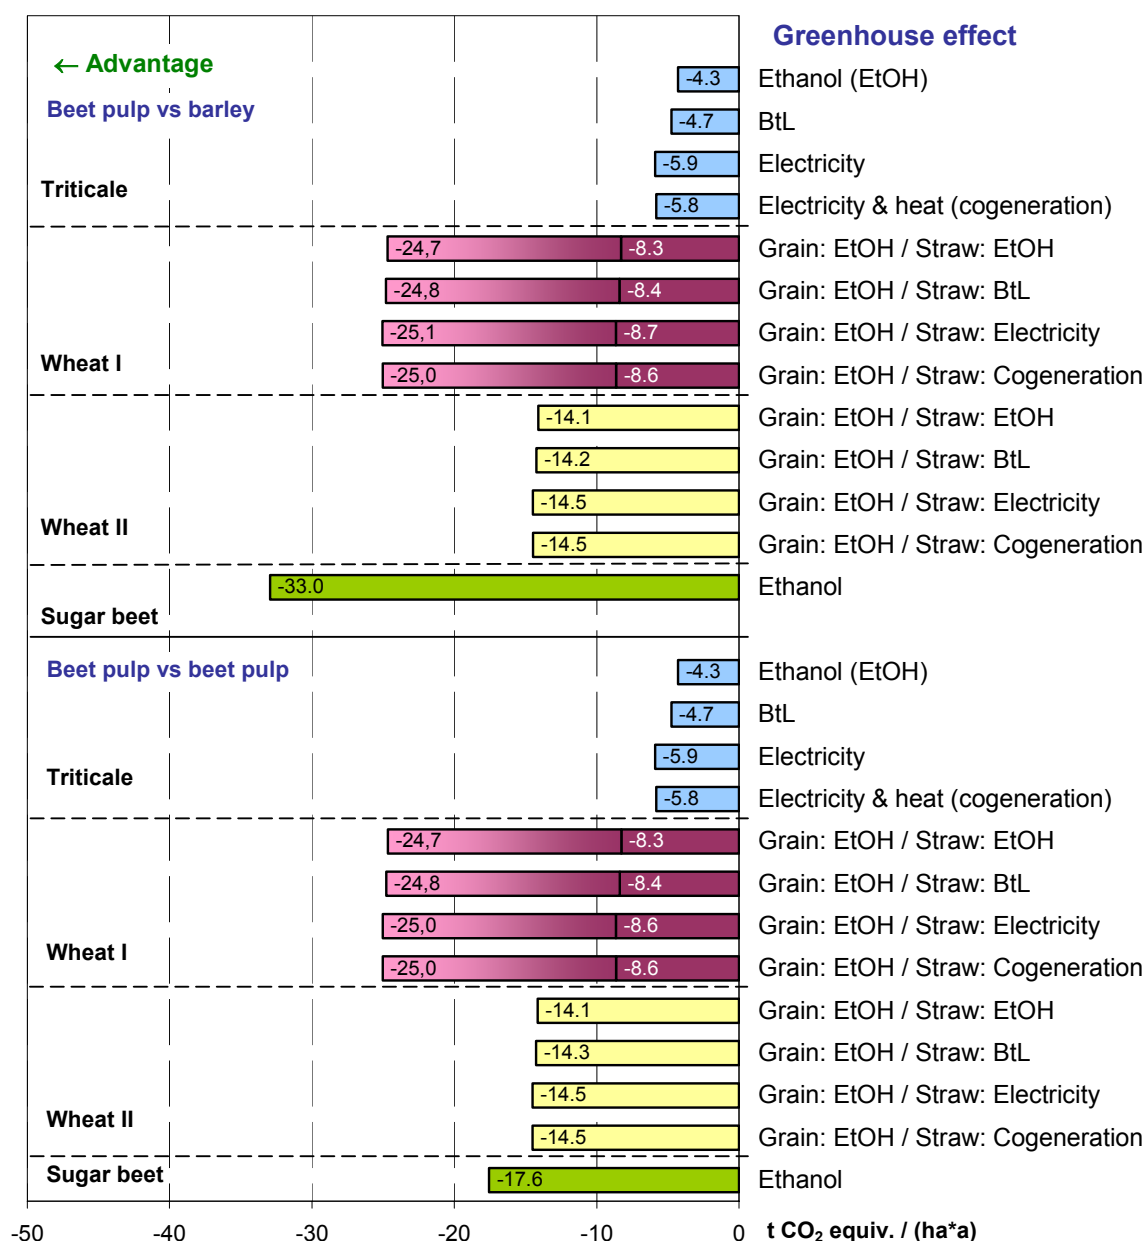 Greenhouse effect
← Advantage
-4.3 Ethanol (EtOH)
Beet pulp vs barley
-4.7 BtL
-5.9 Electricity
Triticale
-5.8 Electricity & heat (cogeneration)
-24,7 -8.3 Grain: EtOH / Straw: EtOH
-24,8 -8.4 Grain: EtOH / Straw: BtL
-25,1 -8.7 Grain: EtOH / Straw: Electricity
Wheat I
-25,0 -8.6 Grain: EtOH / Straw: Cogeneration
-14.1 Grain: EtOH / Straw: EtOH
-14.2 Grain: EtOH / Straw: BtL
-14.5 Grain: EtOH / Straw: Electricity
Wheat II
-14.5 Grain: EtOH / Straw: Cogeneration
-33.0 Ethanol
Sugar beet
Beet pulp vs beet pulp
-4.3 Ethanol (EtOH)
-4.7 BtL
-5.9 Electricity
Triticale
-5.8 Electricity & heat (cogeneration)
-24,7 -8.3 Grain: EtOH / Straw: EtOH
-24,8 -8.4 Grain: EtOH / Straw: BtL
-25,0 -8.6 Grain: EtOH / Straw: Electricity
Wheat I
-25,0 -8.6 Grain: EtOH / Straw: Cogeneration
-14.1 Grain: EtOH / Straw: EtOH
-14.3 Grain: EtOH / Straw: BtL
-14.5 Grain: EtOH / Straw: Electricity
Wheat II
-14.5 Grain: EtOH / Straw: Cogeneration
Sugar beet
-17.6 Ethanol
-50 -40 -30 -20 -10 0 t CO₂ equiv. / (ha*a)